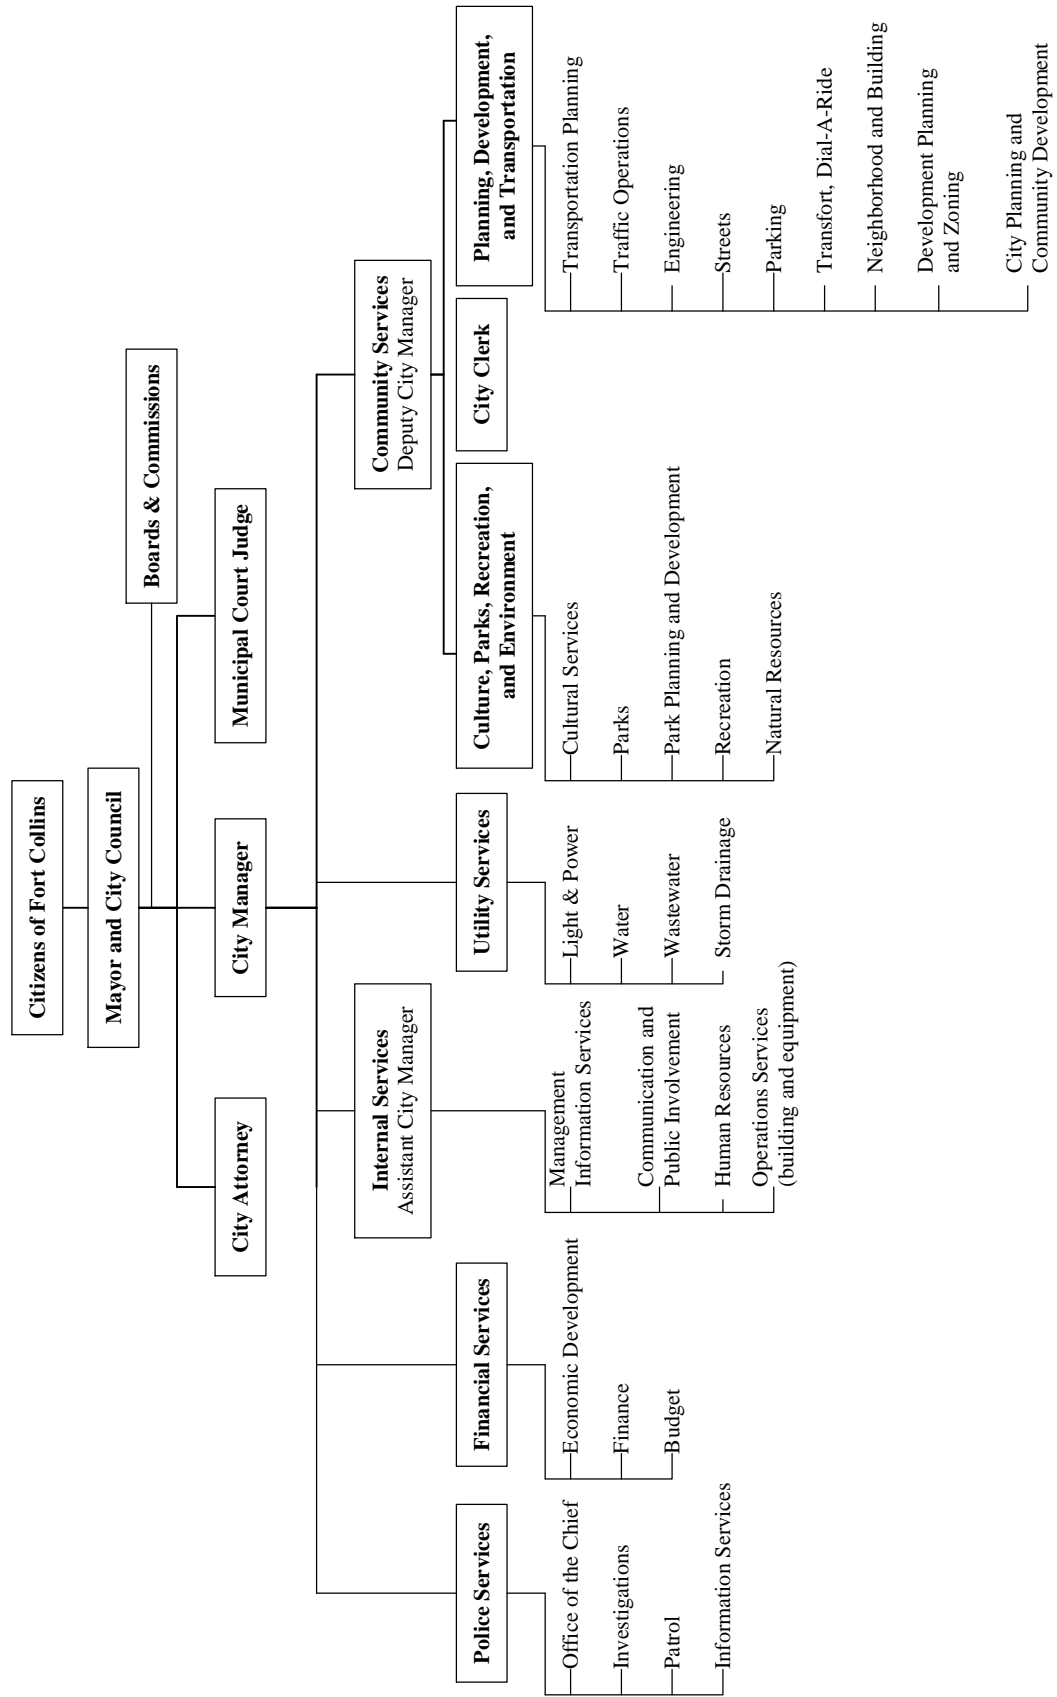 Citizens of Fort Collins
Mayor and City Council
Boards & Commissions
City Attorney
City Manager
Municipal Court Judge
Internal Services
Assistant City Manager
Community Services
Deputy City Manager
Police Services
Office of the Chief
Investigations
Patrol
Information Services
Financial Services
Economic Development
Finance
Budget
Management
Information Services
Communication and
Public Involvement
Human Resources
Operations Services
(building and equipment)
Utility Services
Light & Power
Water
Wastewater
Storm Drainage
Culture, Parks, Recreation,
and Environment
Cultural Services
Parks
Park Planning and Development
Recreation
Natural Resources
City Clerk
Planning, Development,
and Transportation
Transportation Planning
Traffic Operations
Engineering
Streets
Parking
Transfort, Dial-A-Ride
Neighborhood and Building
Development Planning
and Zoning
City Planning and
Community Development